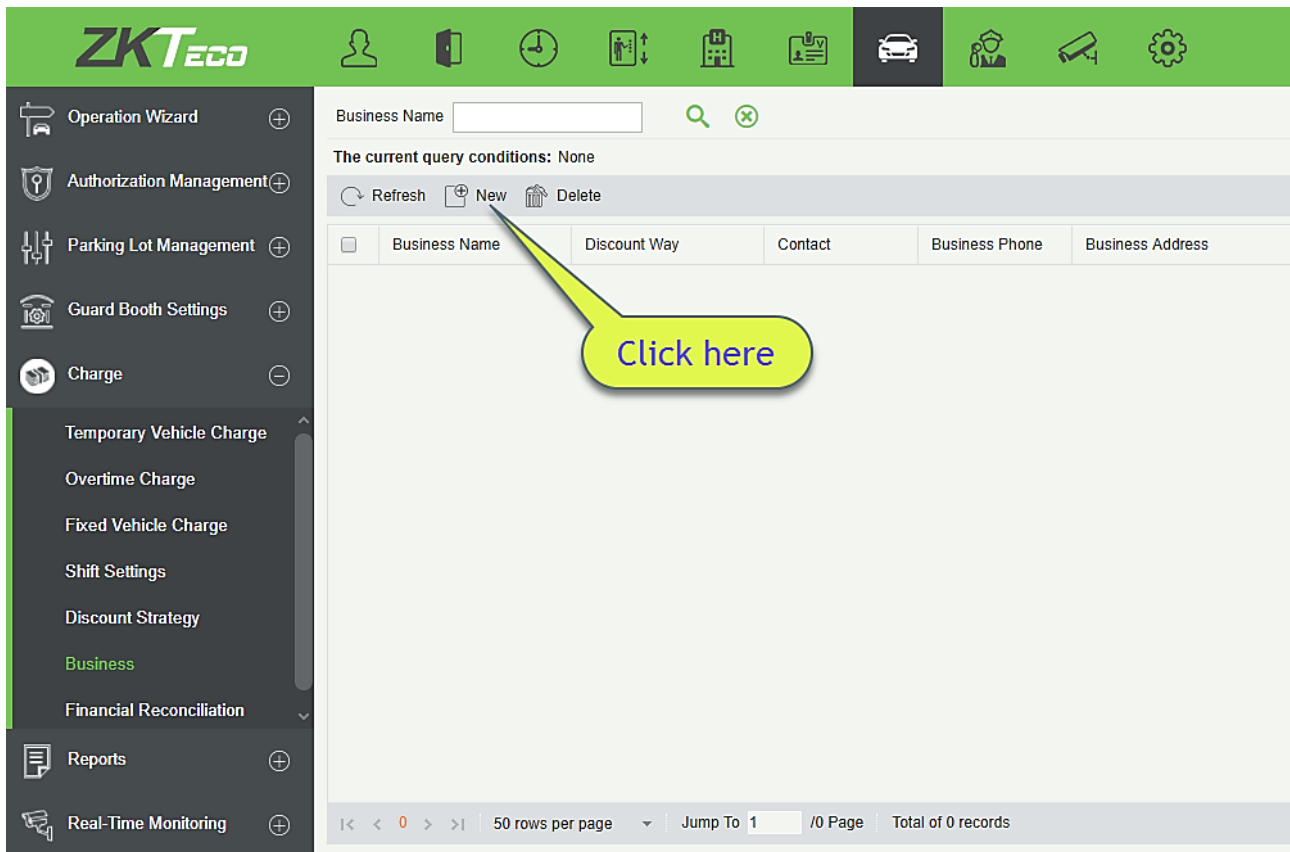 ZKTECO
Operation Wizard
Authorization Management
Parking Lot Management
Guard Booth Settings
Charge
Temporary Vehicle Charge
Overtime Charge
Fixed Vehicle Charge
Shift Settings
Discount Strategy
Business
Financial Reconciliation
Reports
Real-Time Monitoring
Business Name
The current query conditions: None
Refresh New Delete
Business Name Discount Way Contact Business Phone Business Address
Click here
|< < 0 > >| 50 rows per page Jump To 1 /0 Page Total of 0 records